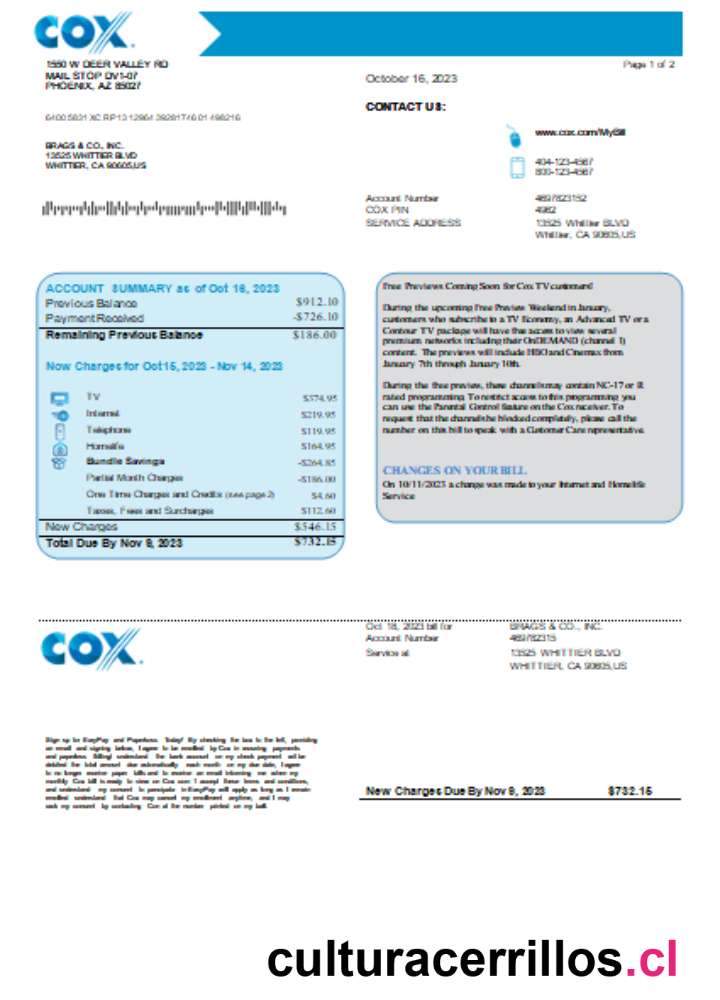 COX.
1550 W DEER VALLEY RD
MAIL STOP DV1-07
PHOENIX, AZ 85027
Page 1 of 2
October 16, 2023
CONTACT US:
BRAGS & CO., INC.
13525 WHITTIER BLVD
WHITTIER, CA 90605,US
www.cox.com/MyBill
404-123-4567
800-123-4567
Account Number 4697823152
COX PIN 4962
SERVICE ADDRESS 13525 Whittier BLVD
Whittier, CA 90605,US
ACCOUNT SUMMARY as of Oct 16, 2023
Previous Balance $912.10
Payment Received -$726.10
Remaining Previous Balance $186.00
New Charges for Oct 15, 2023 - Nov 14, 2023
TV $374.95
Internet $219.95
Telephone $119.95
Homelife $164.95
Bundle Savings -$264.85
Partial Month Charges -$186.00
One Time Charges and Credits (see page 2) $4.60
Taxes, Fees and Surcharges $112.60
New Charges $546.15
Total Due By Nov 9, 2023 $732.15
Free Previews Coming Soon for Cox TV customers!
During the upcoming Free Preview Weekend in January,
customers who subscribe to a TV Economy, an Advanced TV or a
Contour TV package will have free access to view several
premium networks including their OnDEMAND (channel 1)
content. The previews will include HBO and Cinemax from
January 7th through January 10th.
During the free preview, these channels may contain NC-17 or R
rated programming. To restrict access to this programming you
can use the Parental Control feature on the Cox receiver. To
request that the channels be blocked completely, please call the
number on this bill to speak with a Customer Care representative.
CHANGES ON YOUR BILL
On 10/11/2023 a change was made to your Internet and Homelife
Service
COX.
Oct 18, 2023 bill for BRAGS & CO., INC.
Account Number 469782315
Service at 13525 WHITTIER BLVD
WHITTIER, CA 90605,US
Sign up for EasyPay and Paperless Today! By checking the box to the left, providing
an email and signing below, I agree to be enrolled by Cox in recurring payments
and paperless billing I understand the bank account on my check payment will be
debited the total amount due automatically each month on my due date, I agree
to no longer receive paper bills and to receive an email informing me when my
monthly Cox bill is ready to view on Cox.com I accept these terms and conditions,
and understand my consent to participate in EasyPay will apply as long as I remain
enrolled understand that Cox may cancel my enrollment anytime, and I may
my consent by contacting Cox at the number printed on my bill.
New Charges Due By Nov 9, 2023 $732.15
culturacerrillos.cl